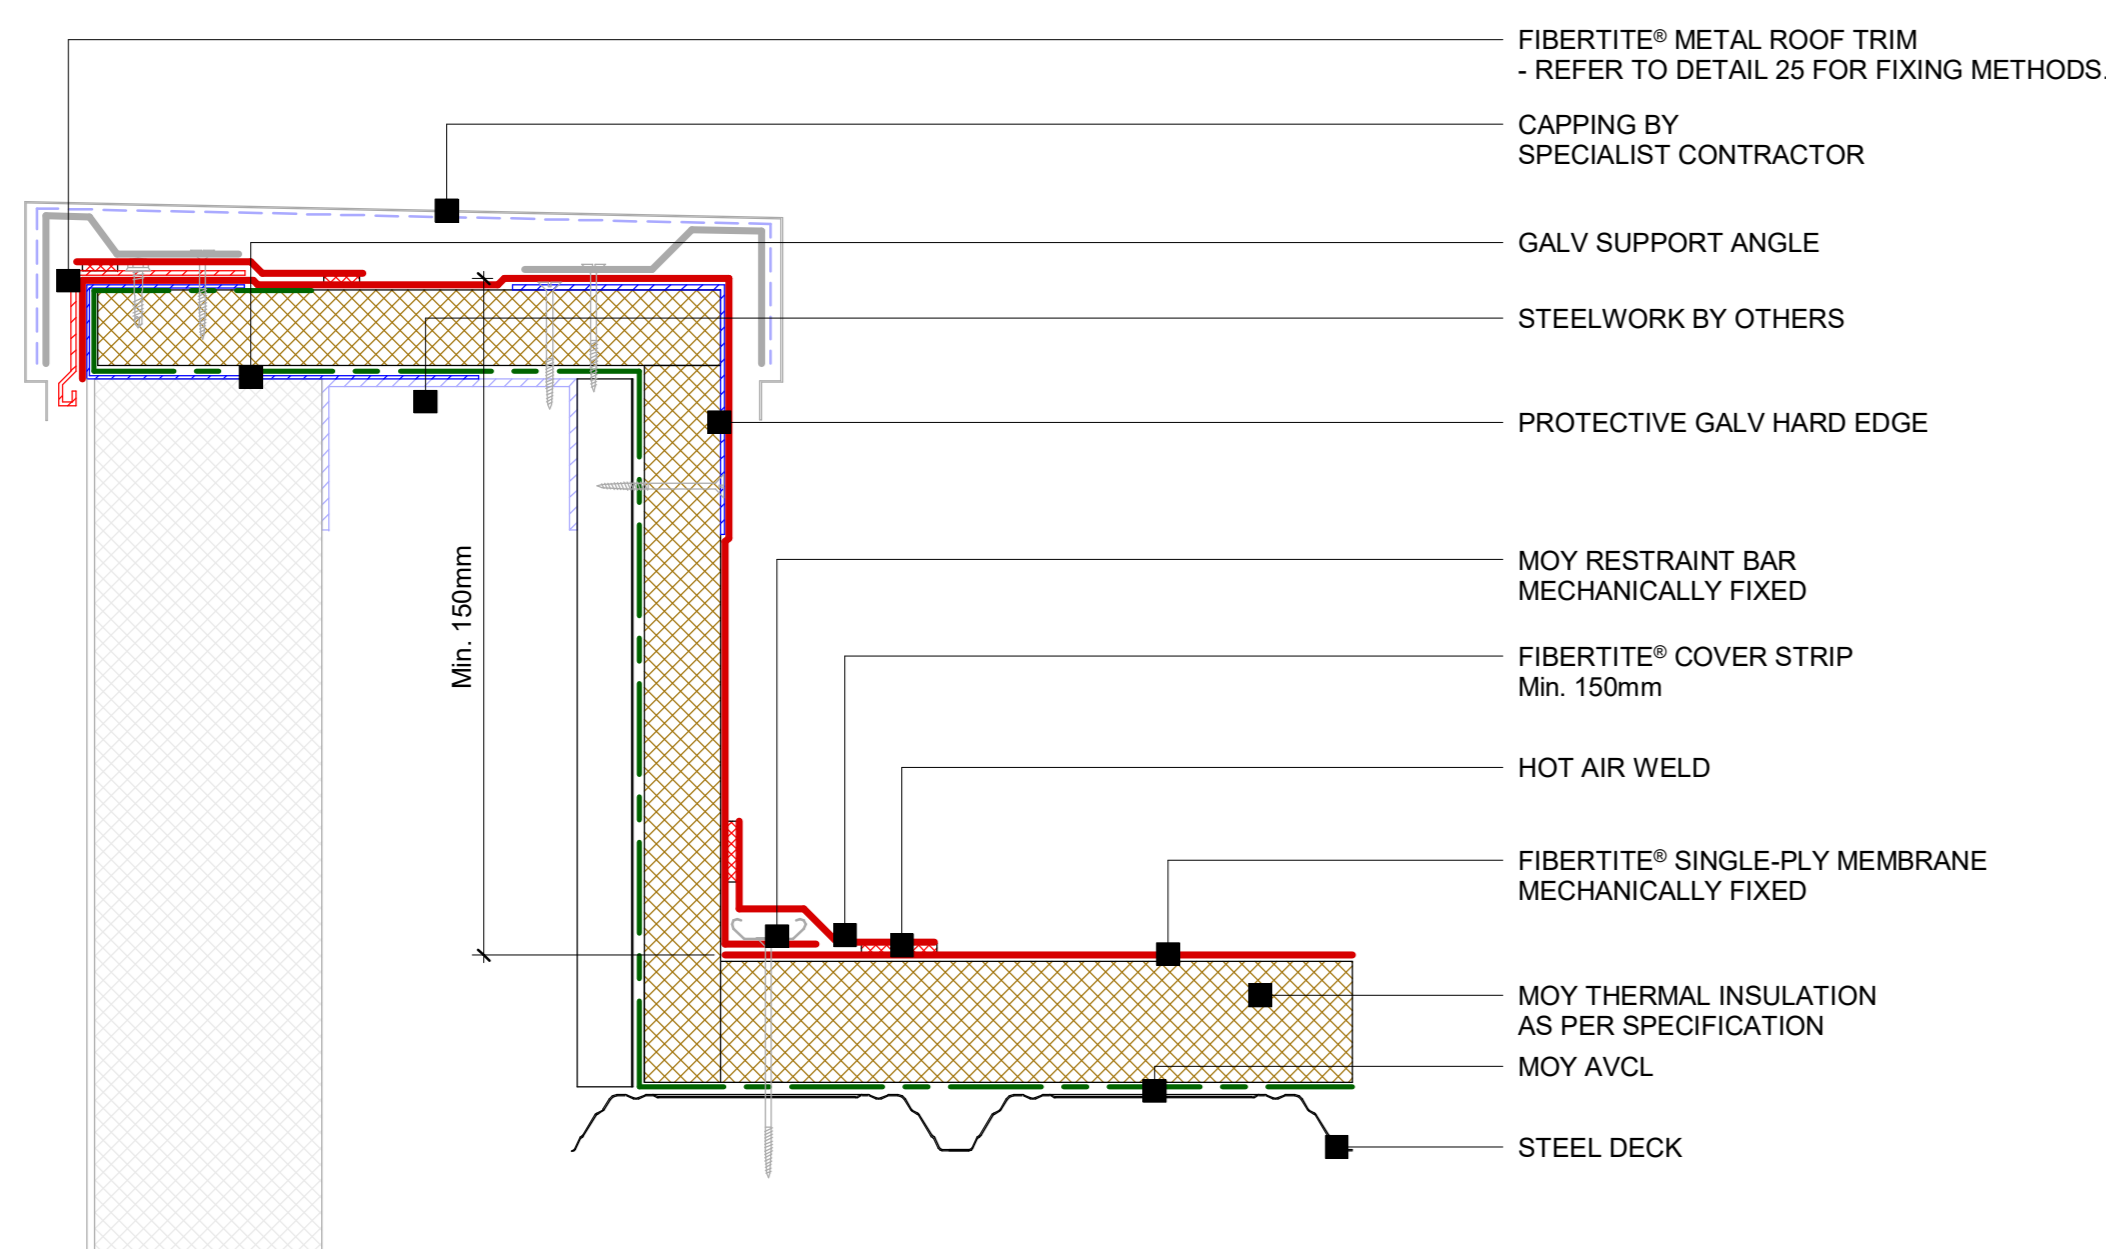 FIBERTITE® METAL ROOF TRIM
- REFER TO DETAIL 25 FOR FIXING METHODS.
CAPPING BY
SPECIALIST CONTRACTOR
GALV SUPPORT ANGLE
STEELWORK BY OTHERS
PROTECTIVE GALV HARD EDGE
Min. 150mm
MOY RESTRAINT BAR
MECHANICALLY FIXED
FIBERTITE® COVER STRIP
Min. 150mm
HOT AIR WELD
FIBERTITE® SINGLE-PLY MEMBRANE
MECHANICALLY FIXED
MOY THERMAL INSULATION
AS PER SPECIFICATION
MOY AVCL
STEEL DECK